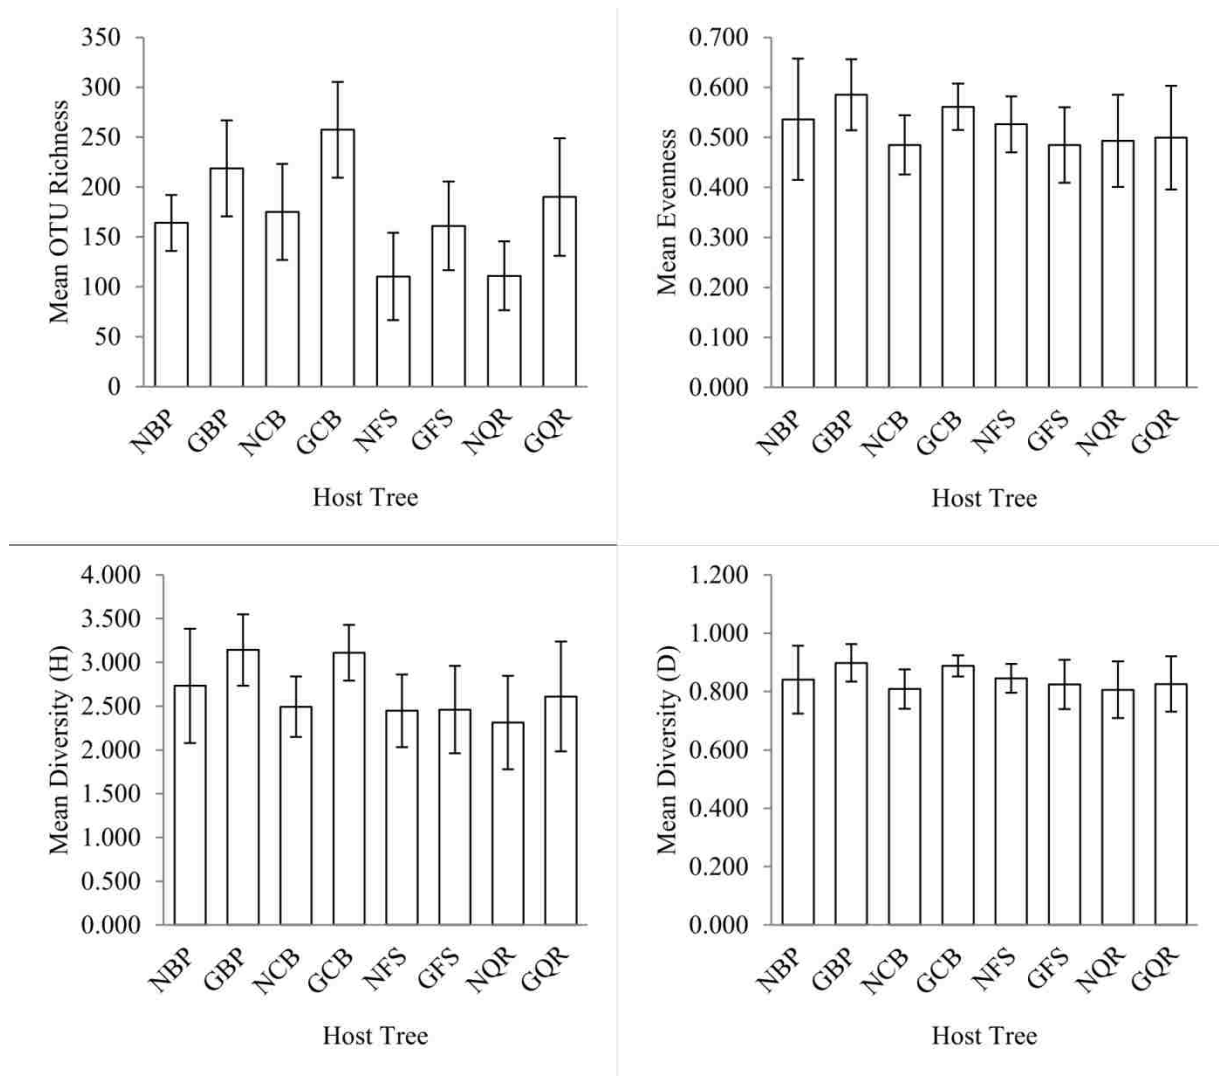 350
300
250
200
150
100
50
0
Mean OTU Richness
NBP GBP NCB GCB NFS GFS NQR GQR
Host Tree
0.700
0.600
0.500
0.400
0.300
0.200
0.100
0.000
Mean Evenness
NBP GBP NCB GCB NFS GFS NQR GQR
Host Tree
4.000
3.500
3.000
2.500
2.000
1.500
1.000
0.500
0.000
Mean Diversity (H)
NBP GBP NCB GCB NFS GFS NQR GQR
Host Tree
1.200
1.000
0.800
0.600
0.400
0.200
0.000
Mean Diversity (D)
NBP GBP NCB GCB NFS GFS NQR GQR
Host Tree